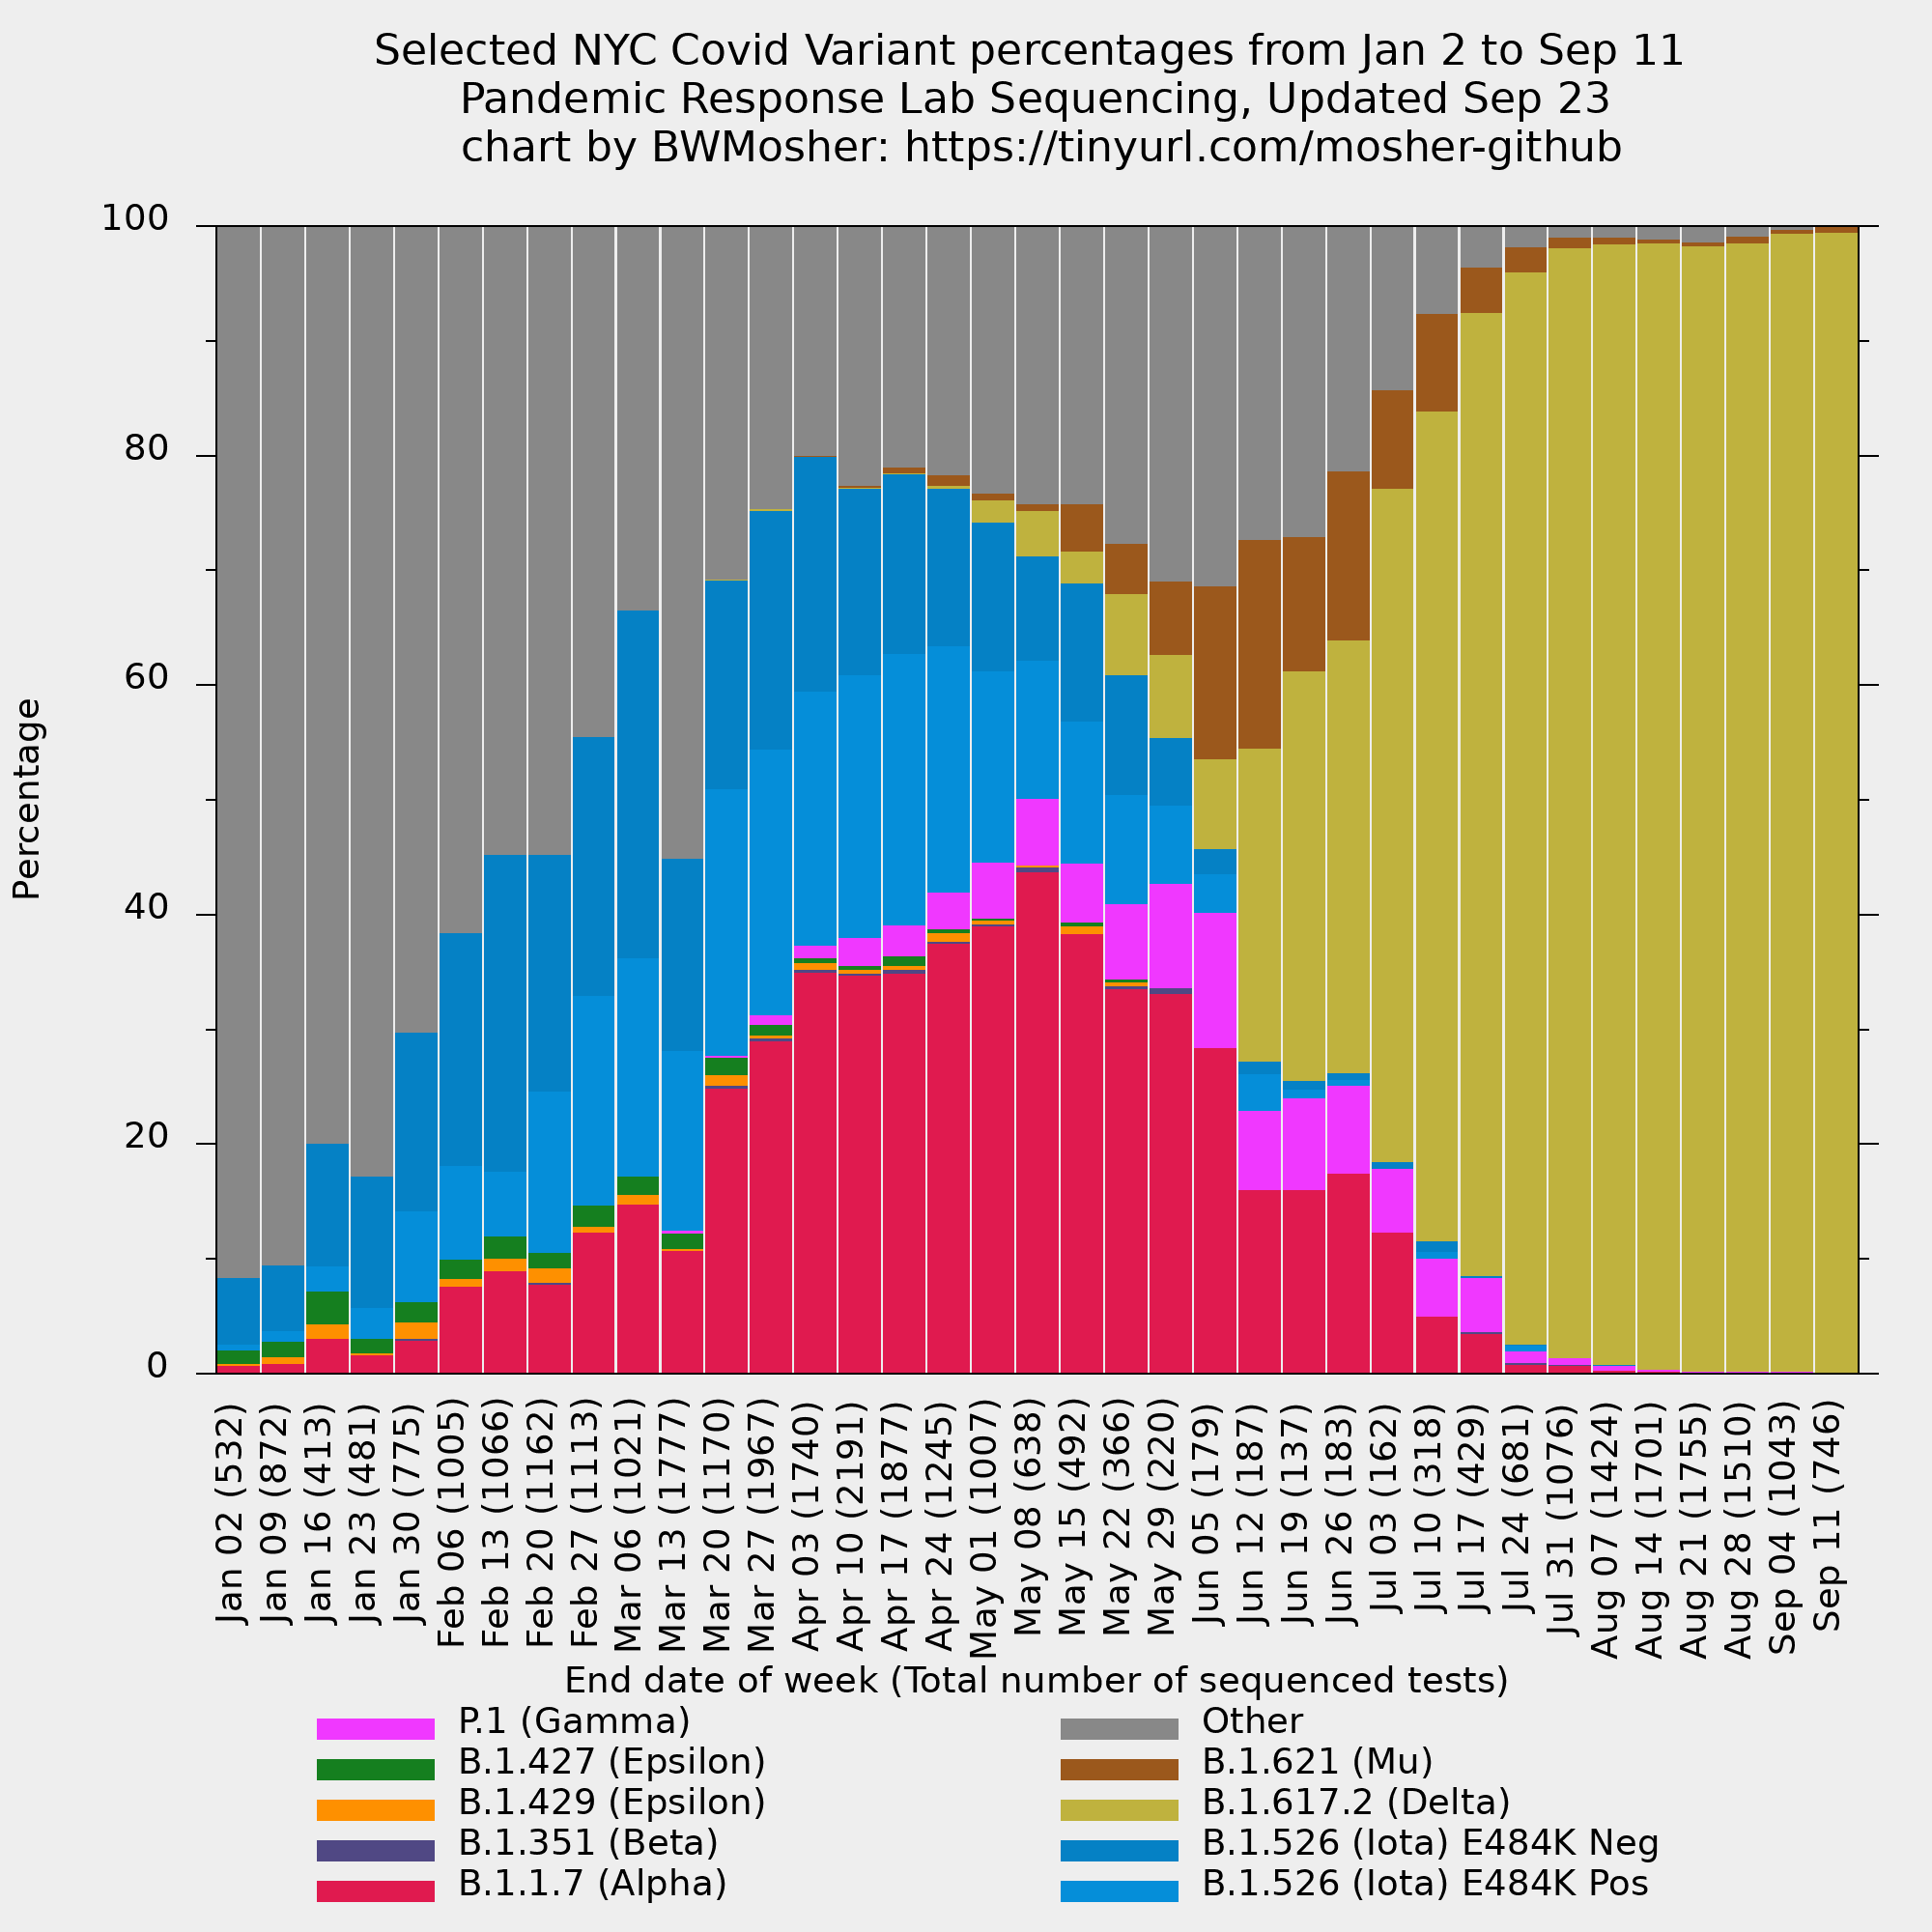 Selected NYC Covid Variant percentages from Jan 2 to Sep 11
Pandemic Response Lab Sequencing, Updated Sep 23
chart by BWMosher: https://tinyurl.com/mosher-github
100
80
60
40
20
0
Percentage
Jan 02 (532)
Jan 09 (872)
Jan 16 (413)
Jan 23 (481)
Jan 30 (775)
Feb 06 (1005)
Feb 13 (1066)
Feb 20 (1162)
Feb 27 (1113)
Mar 06 (1021)
Mar 13 (1777)
Mar 20 (1170)
Mar 27 (1967)
Apr 03 (1740)
Apr 10 (2191)
Apr 17 (1877)
Apr 24 (1245)
May 01 (1007)
May 08 (638)
May 15 (492)
May 22 (366)
May 29 (220)
Jun 05 (179)
Jun 12 (187)
Jun 19 (137)
Jun 26 (183)
Jul 03 (162)
Jul 10 (318)
Jul 17 (429)
Jul 24 (681)
Jul 31 (1076)
Aug 07 (1424)
Aug 14 (1701)
Aug 21 (1755)
Aug 28 (1510)
Sep 04 (1043)
Sep 11 (746)
End date of week (Total number of sequenced tests)
P.1 (Gamma)
B.1.427 (Epsilon)
B.1.429 (Epsilon)
B.1.351 (Beta)
B.1.1.7 (Alpha)
Other
B.1.621 (Mu)
B.1.617.2 (Delta)
B.1.526 (Iota) E484K Neg
B.1.526 (Iota) E484K Pos